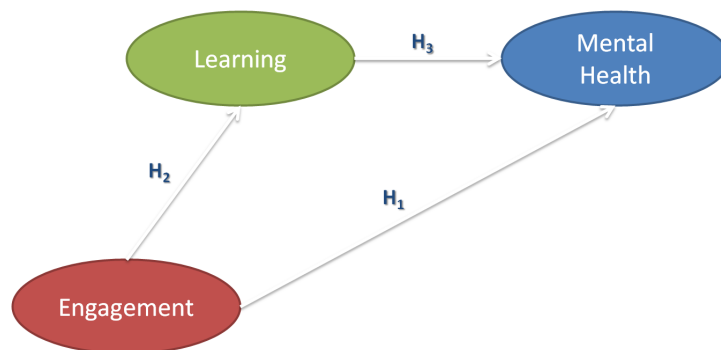 Learning
H₃
Mental
Health
H₂
H₁
Engagement